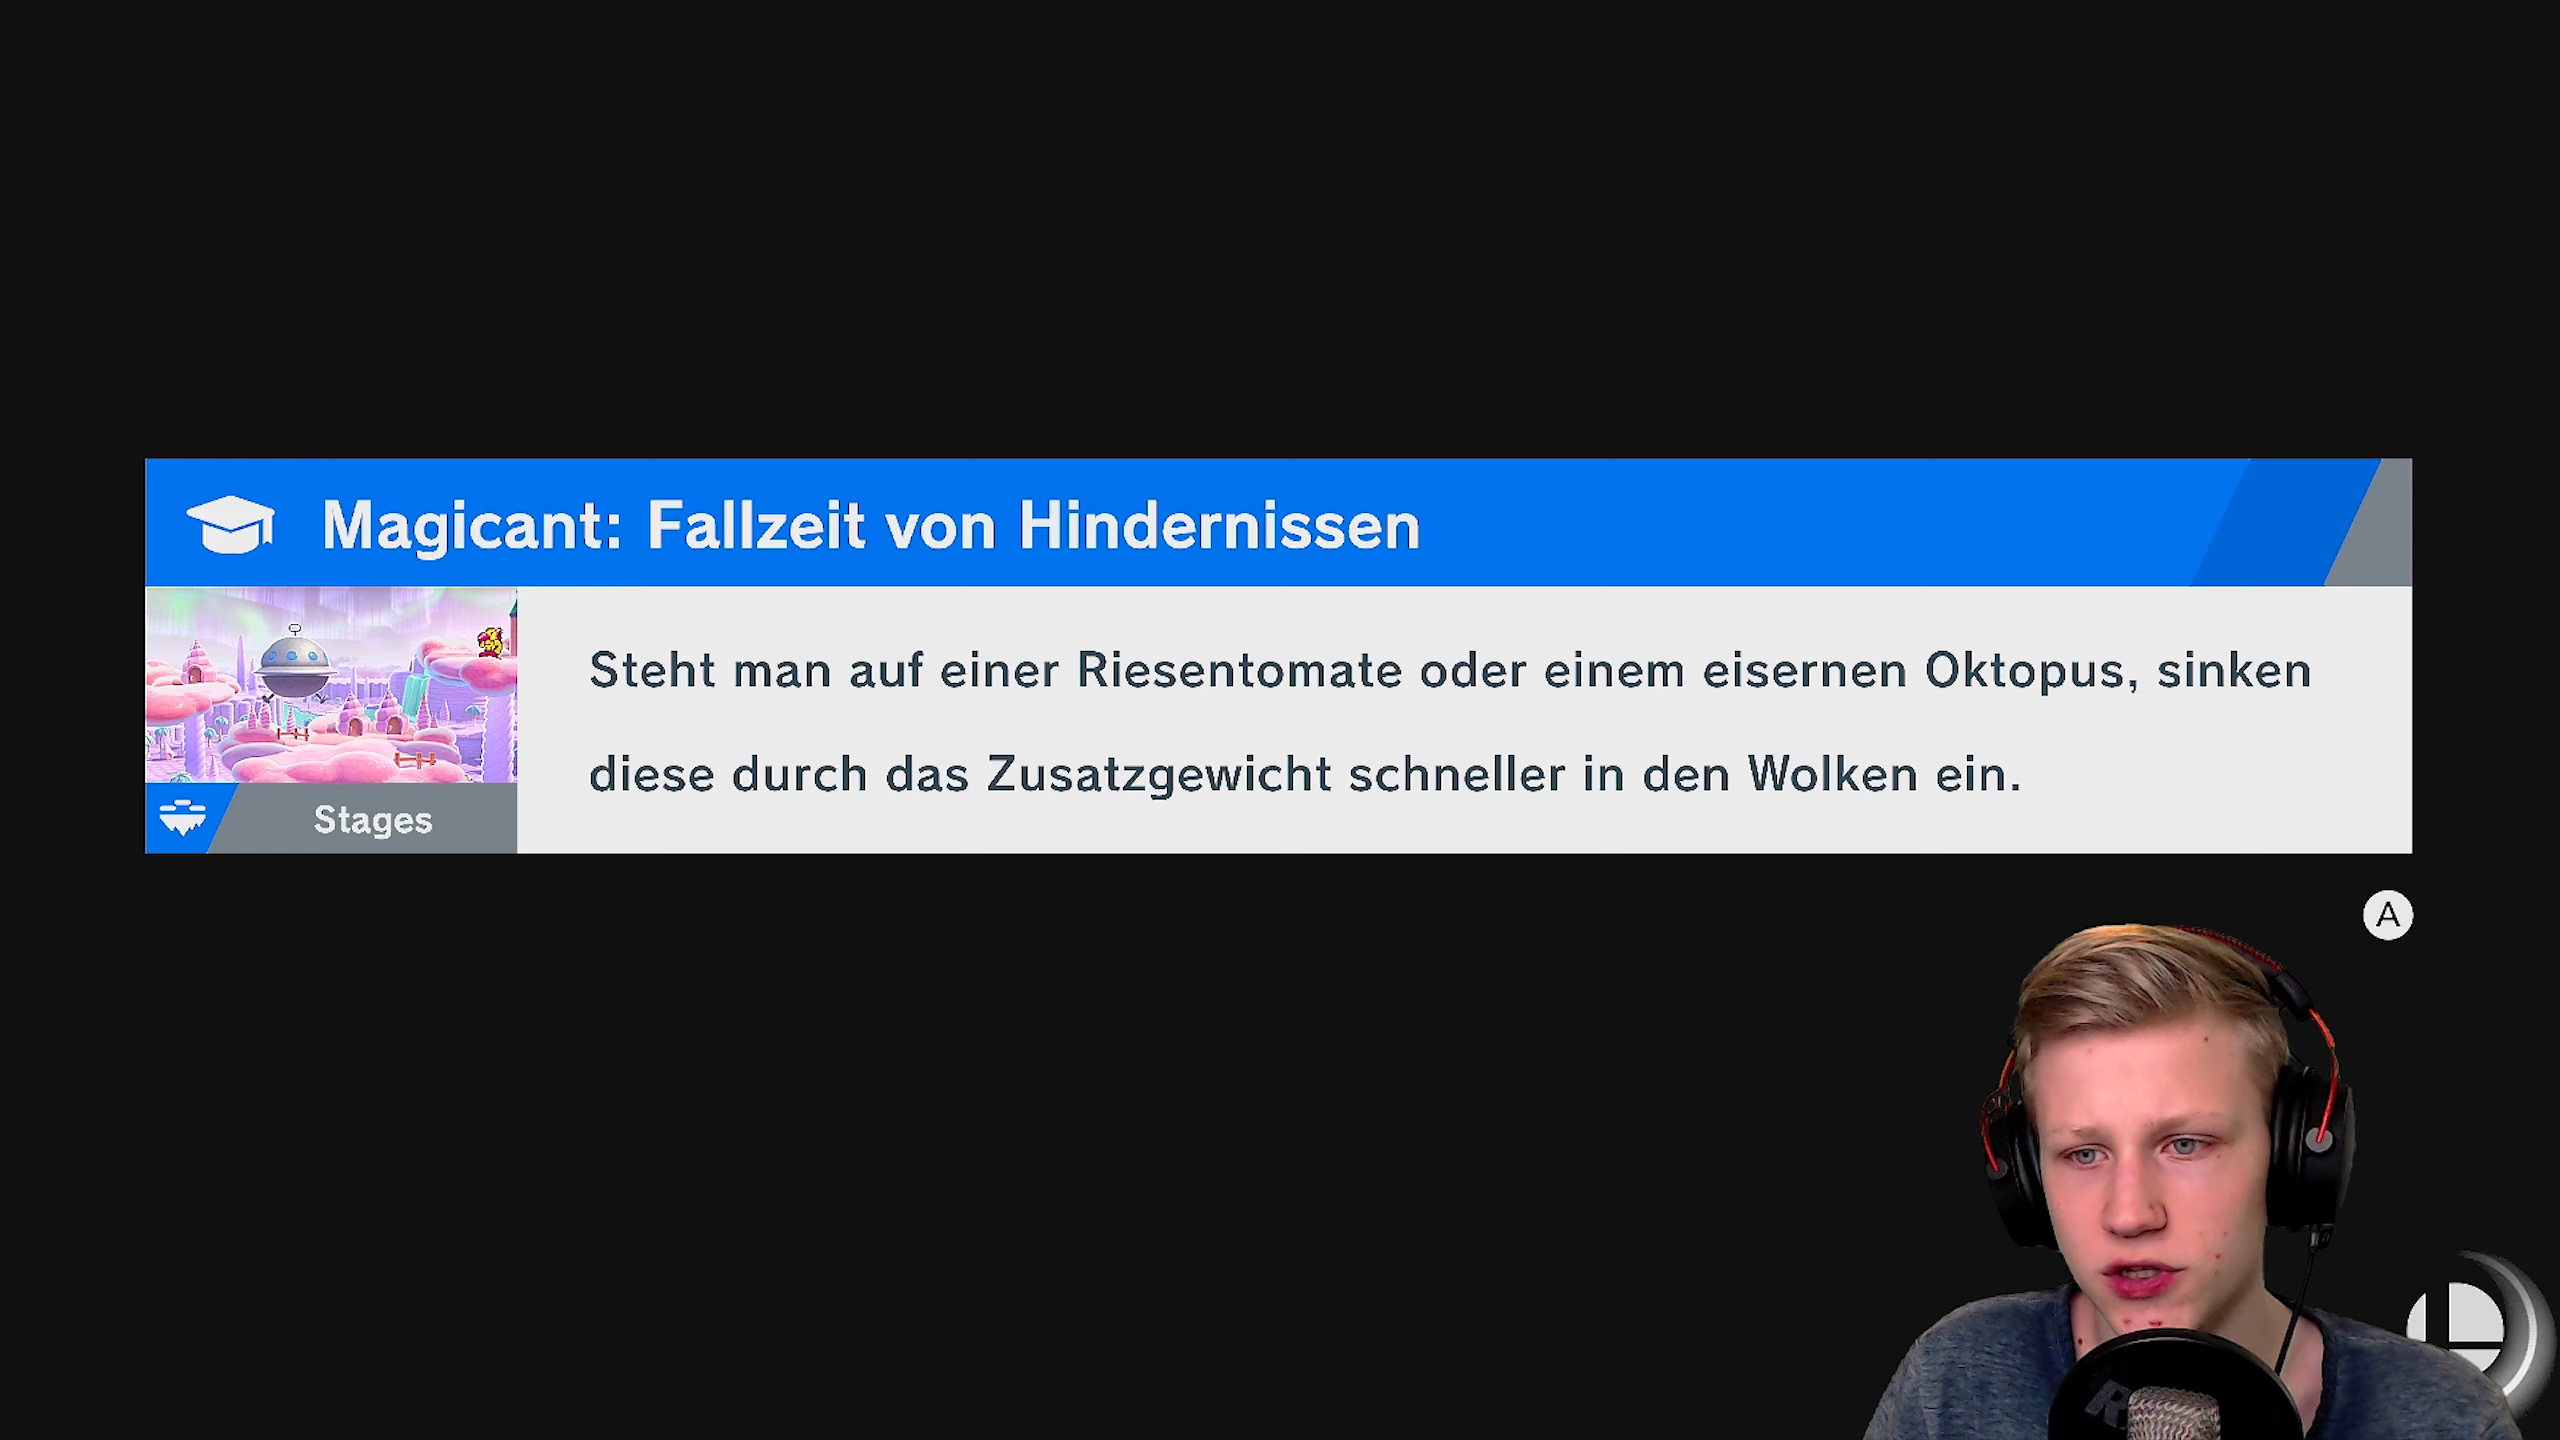 Magicant: Fallzeit von Hindernissen
Steht man auf einer Riesentomate oder einem eisernen Oktopus, sinken
diese durch das Zusatzgewicht schneller in den Wolken ein.
Stages
A